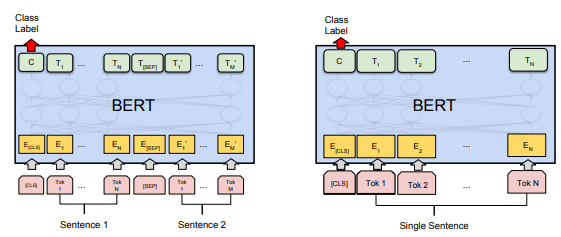 Class
Label
C T1 ... TN T[SEP] T1' ... TM'
BERT
E[CLS] E1 ... EN E[SEP] E1' ... EM'
[CLS] Tok 1 ... Tok N [SEP] Tok 1 ... Tok M
Sentence 1 Sentence 2
Class
Label
C T1 T2 ... TN
BERT
E[CLS] E1 E2 ... EN
[CLS] Tok 1 Tok 2 ... Tok N
Single Sentence